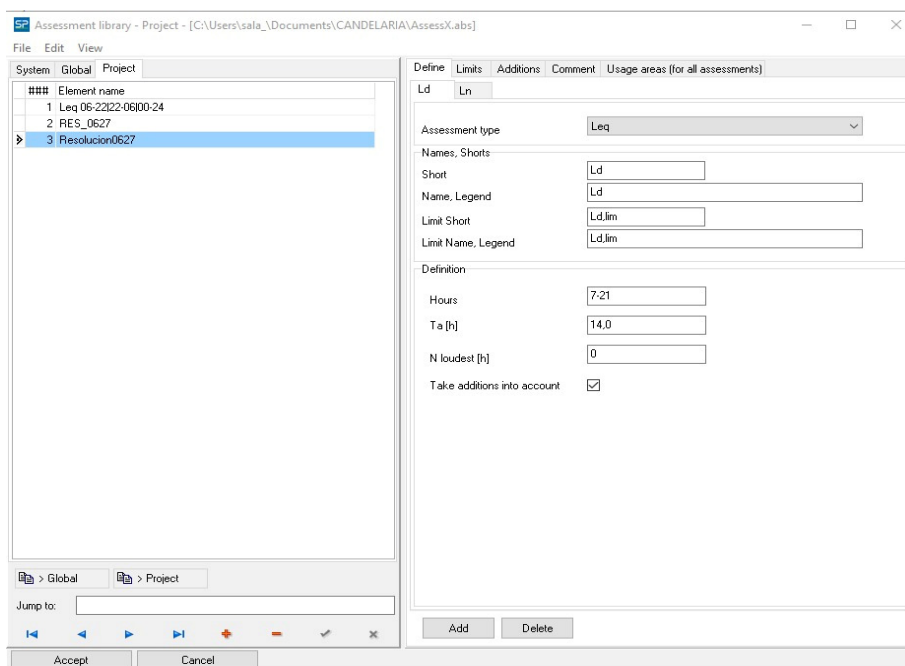 SP Assessment library - Project - [C:\Users\sala_\Documents\CANDELARIA\AssessX.abs]
File Edit View
System Global Project
### Element name
1 Leq 06-22|22-06|00-24
2 RES_0627
3 Resolucion0627
> Global > Project
Jump to:
Accept Cancel
Define Limits Additions Comment Usage areas (for all assessments)
Ld Ln
Assessment type Leq
Names, Shorts
Short Ld
Name, Legend Ld
Limit Short Ld,lim
Limit Name, Legend Ld,lim
Definition
Hours 7-21
Ta [h] 14,0
N loudest [h] 0
Take additions into account
Add Delete